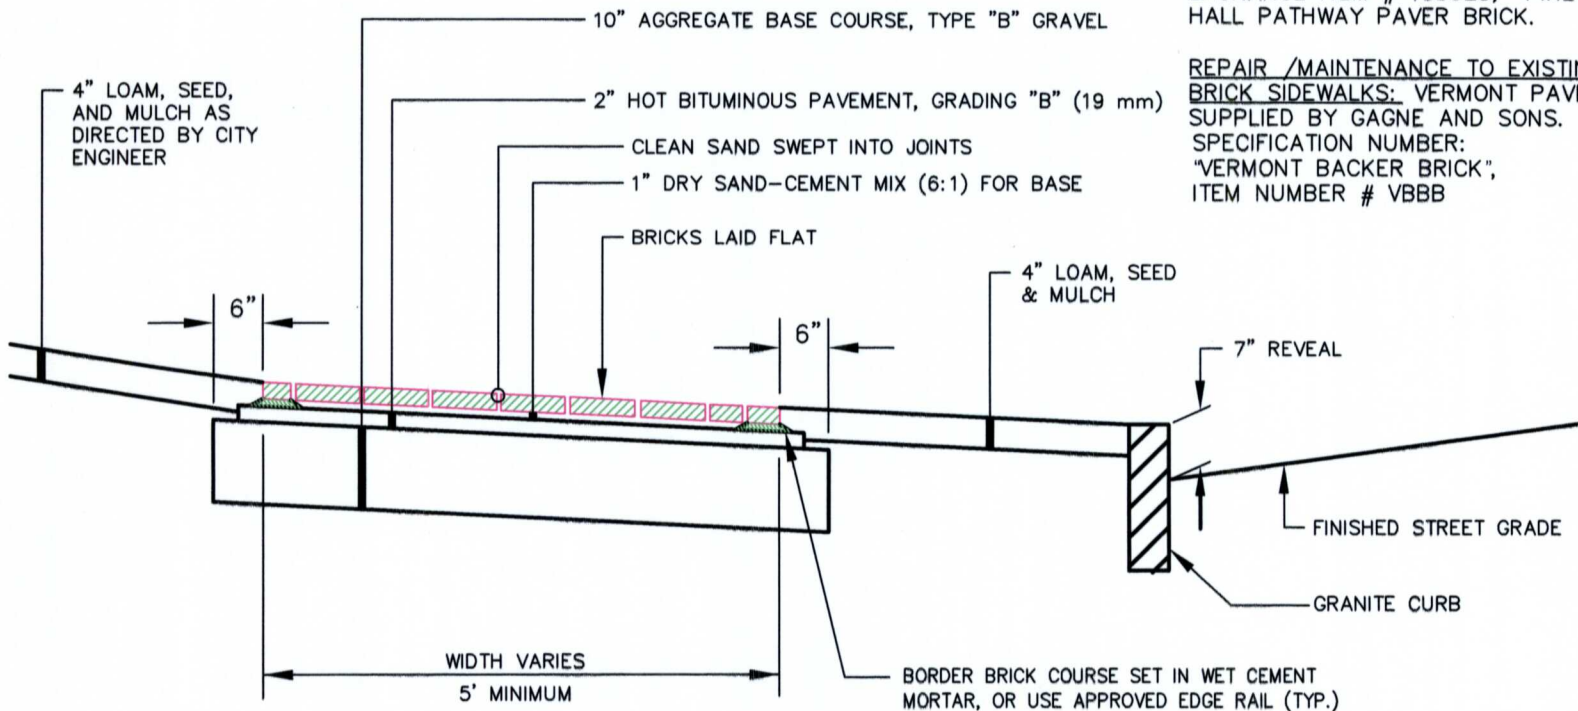 10" AGGREGATE BASE COURSE, TYPE "B" GRAVEL
HALL PATHWAY PAVER BRICK.
4" LOAM, SEED,
AND MULCH AS
DIRECTED BY CITY
ENGINEER
2" HOT BITUMINOUS PAVEMENT, GRADING "B" (19 mm)
CLEAN SAND SWEPT INTO JOINTS
1" DRY SAND-CEMENT MIX (6:1) FOR BASE
BRICKS LAID FLAT
REPAIR /MAINTENANCE TO
BRICK SIDEWALKS: VERMONT
SUPPLIED BY GAGNE AND SONS.
SPECIFICATION NUMBER:
"VERMONT BACKER BRICK",
ITEM NUMBER # VBBB
4" LOAM, SEED
& MULCH
6"
6"
7" REVEAL
FINISHED STREET GRADE
GRANITE CURB
WIDTH VARIES
5' MINIMUM
BORDER BRICK COURSE SET IN WET CEMENT
MORTAR, OR USE APPROVED EDGE RAIL (TYP.)